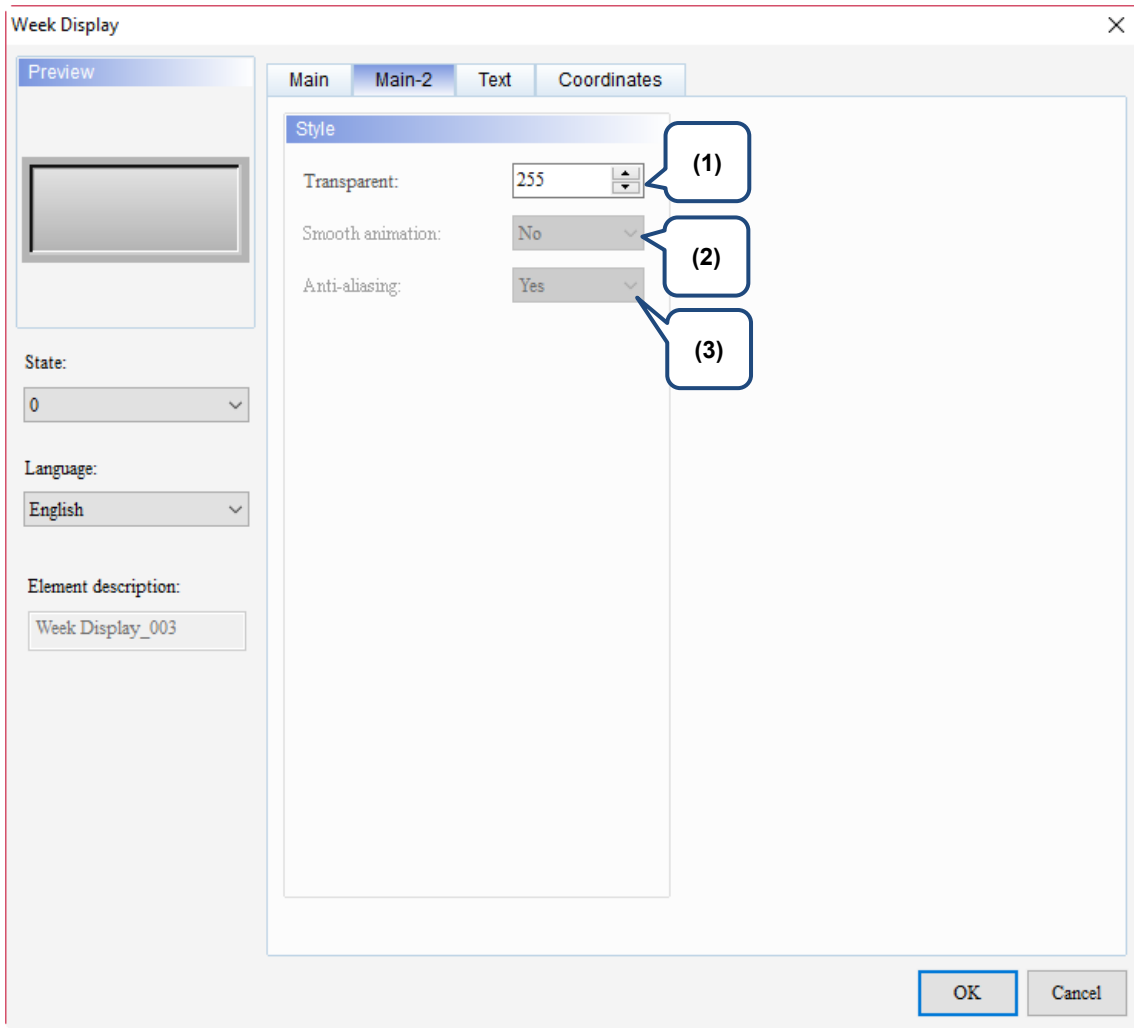 Week Display
Preview
Main Main-2 Text Coordinates
Style
Transparent: 255 (1)
Smooth animation: No (2)
Anti-aliasing: Yes (3)
State:
0
Language:
English
Element description:
Week Display_003
OK Cancel